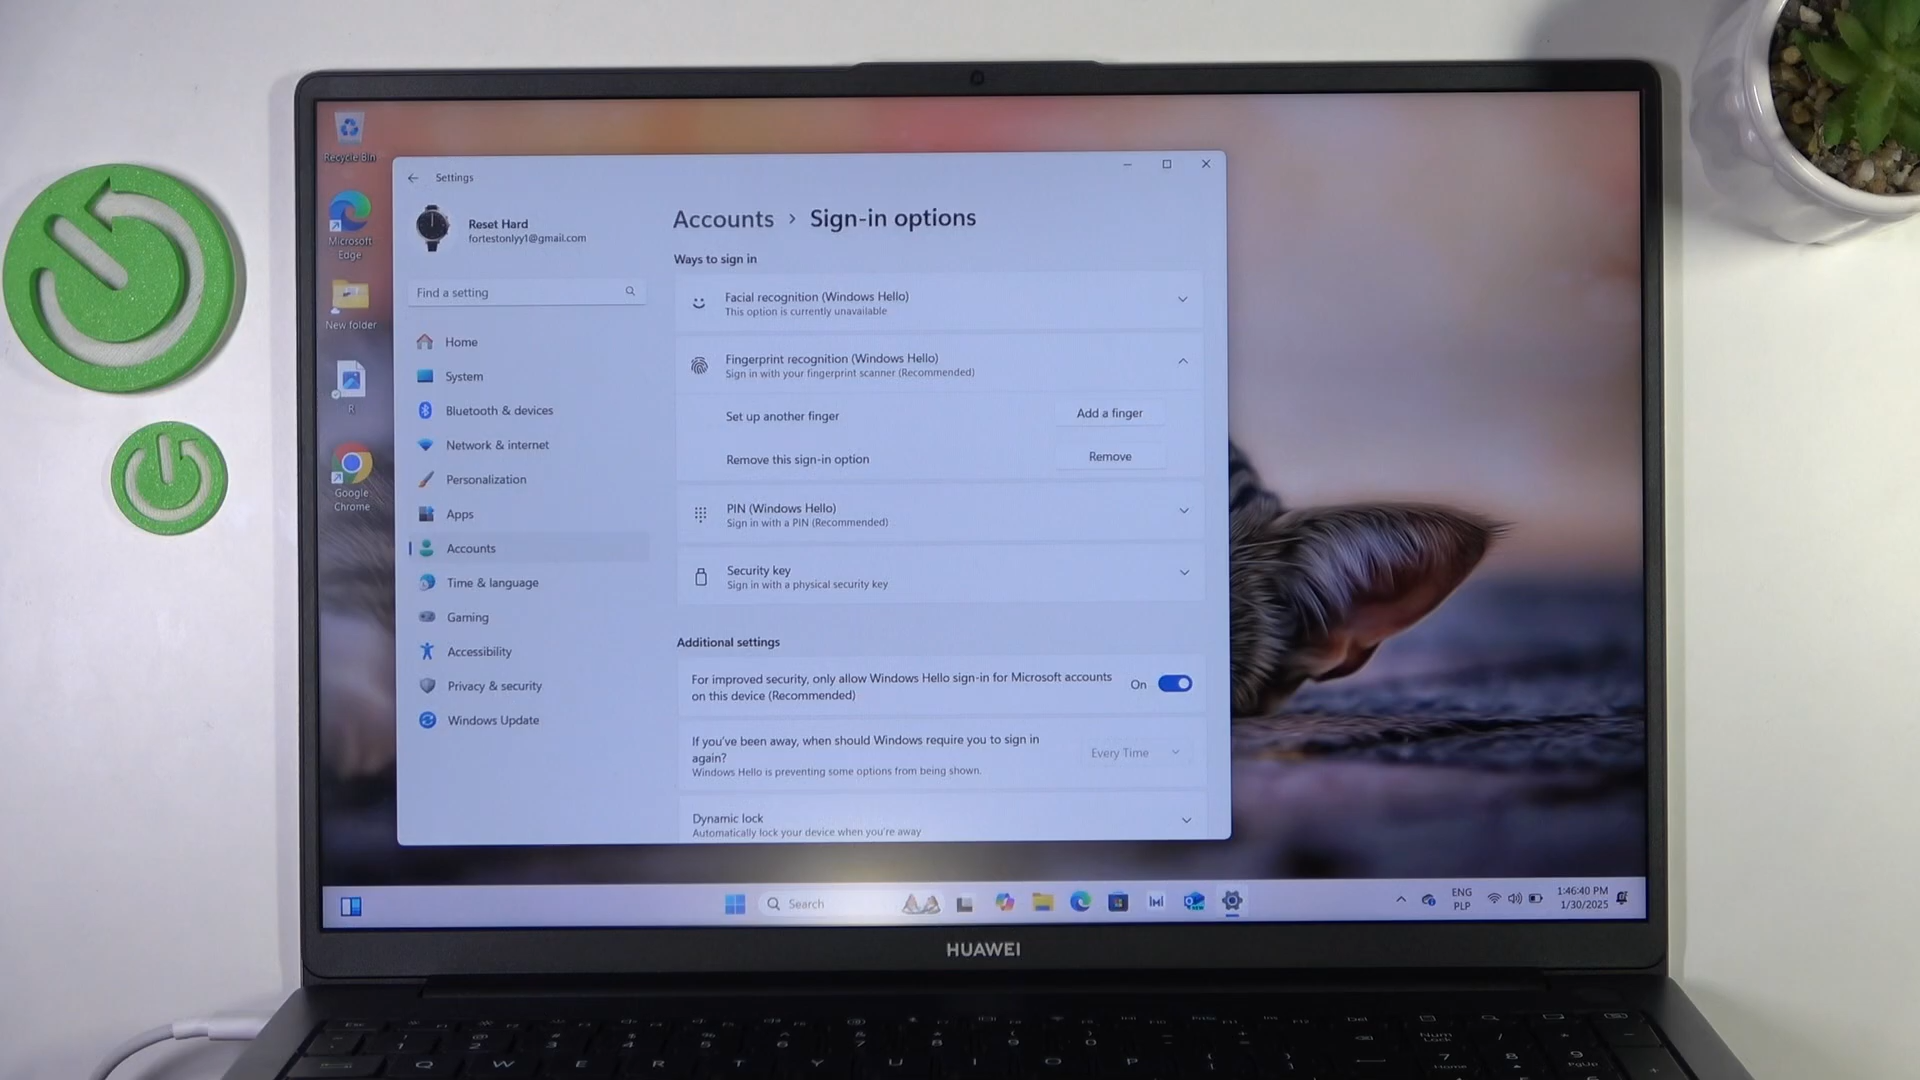 Recycle Bin
Microsoft
Edge
New folder
R
Google
Chrome
Settings
Reset Hard
fortestonlyy1@gmail.com
Find a setting
Home
System
Bluetooth & devices
Network & internet
Personalization
Apps
Accounts
Time & language
Gaming
Accessibility
Privacy & security
Windows Update
Accounts > Sign-in options
Ways to sign in
Facial recognition (Windows Hello)
This option is currently unavailable
Fingerprint recognition (Windows Hello)
Sign in with your fingerprint scanner (Recommended)
Set up another finger
Add a finger
Remove this sign-in option
Remove
PIN (Windows Hello)
Sign in with a PIN (Recommended)
Security key
Sign in with a physical security key
Additional settings
For improved security, only allow Windows Hello sign-in for Microsoft accounts
on this device (Recommended)
On
If you've been away, when should Windows require you to sign in
again?
Windows Hello is preventing some options from being shown.
Every Time
Dynamic lock
Automatically lock your device when you're away
Search
ENG
PLP
1:46:40 PM
1/30/2025
HUAWEI
Q W E R T Y U I O P